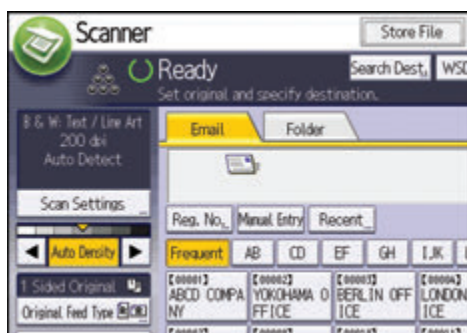 Scanner
Store File
Ready
Search Dest.
WSD
Set original and specify destination.
B & W: Text / Line Art
200 dpi
Auto Detect
Email
Folder
Scan Settings
Reg. No.
Manual Entry
Recent
Auto Density
Frequent
AB
CD
EF
GH
IJK
1 Sided Original
Original Feed Type
[00001]
ABCD COMPA
NY
[00002]
YOKOHAMA O
FFICE
[00003]
BERLIN OFF
ICE
[00004]
LONDON
ICE